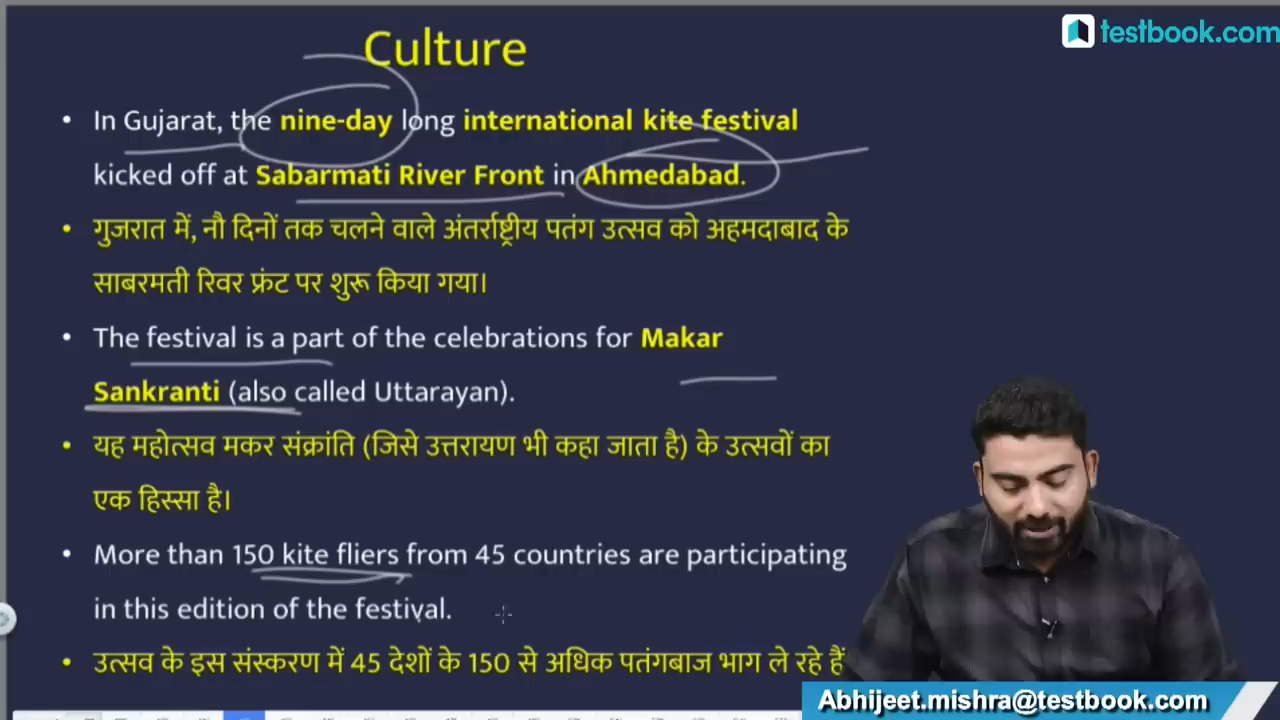 Culture
testbook.com
• In Gujarat, the nine-day long international kite festival
kicked off at Sabarmati River Front in Ahmedabad.
• गुजरात में, नौ दिनों तक चलने वाले अंतर्राष्ट्रीय पतंग उत्सव को अहमदाबाद के
साबरमती रिवर फ्रंट पर शुरू किया गया।
• The festival is a part of the celebrations for Makar
Sankranti (also called Uttarayan).
• यह महोत्सव मकर संक्रांति (जिसे उत्तरायण भी कहा जाता है) के उत्सवों का
एक हिस्सा है।
• More than 150 kite fliers from 45 countries are participating
in this edition of the festival.
• उत्सव के इस संस्करण में 45 देशों के 150 से अधिक पतंगबाज भाग ले रहे हैं
Abhijeet.mishra@testbook.com